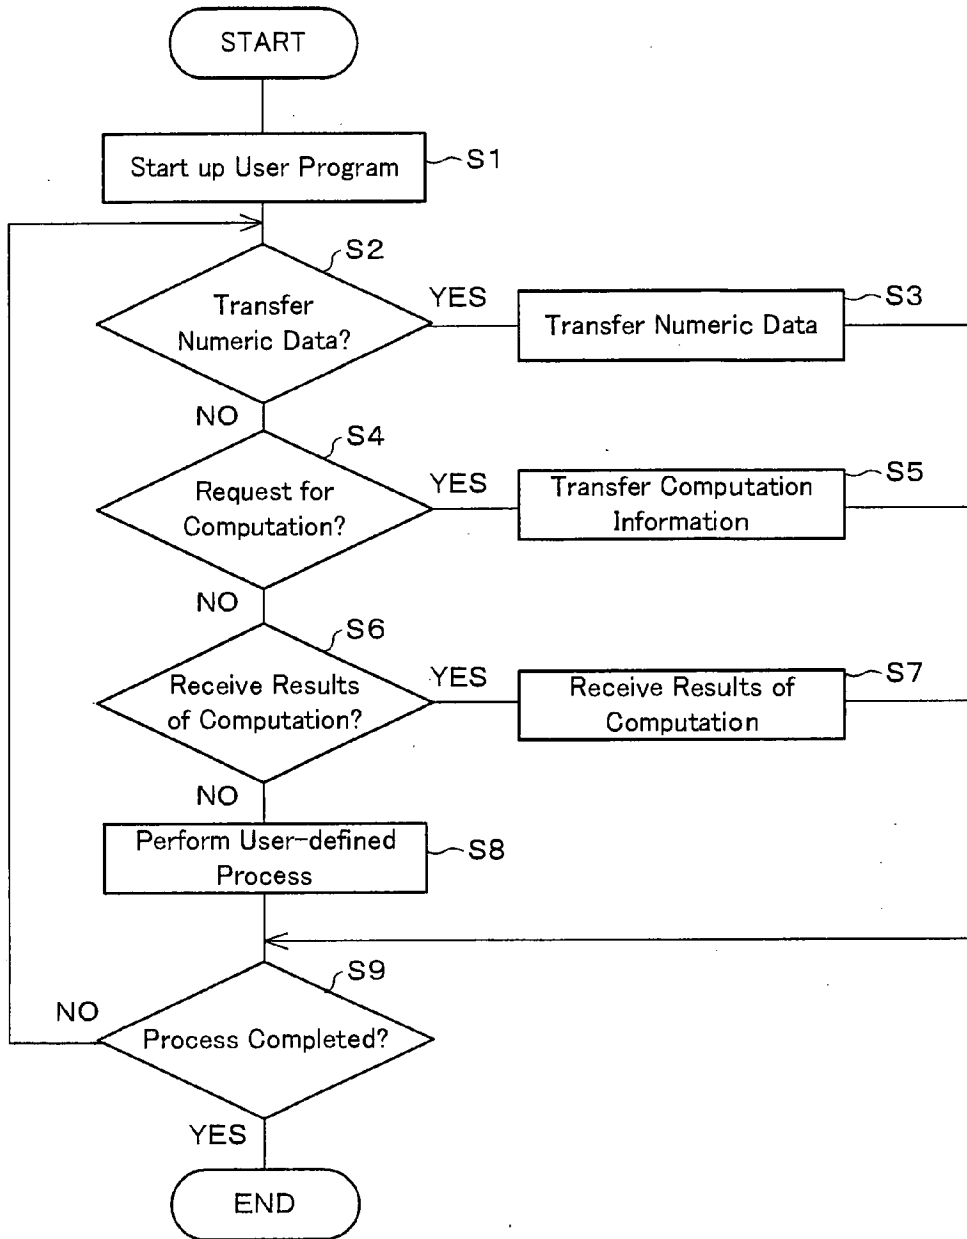 START
Start up User Program
S1
S2
Transfer
Numeric Data?
YES
Transfer Numeric Data
S3
NO
S4
Request for
Computation?
YES
Transfer Computation
Information
S5
NO
S6
Receive Results
of Computation?
YES
Receive Results of
Computation
S7
NO
Perform User-defined
Process
S8
S9
Process Completed?
NO
YES
END